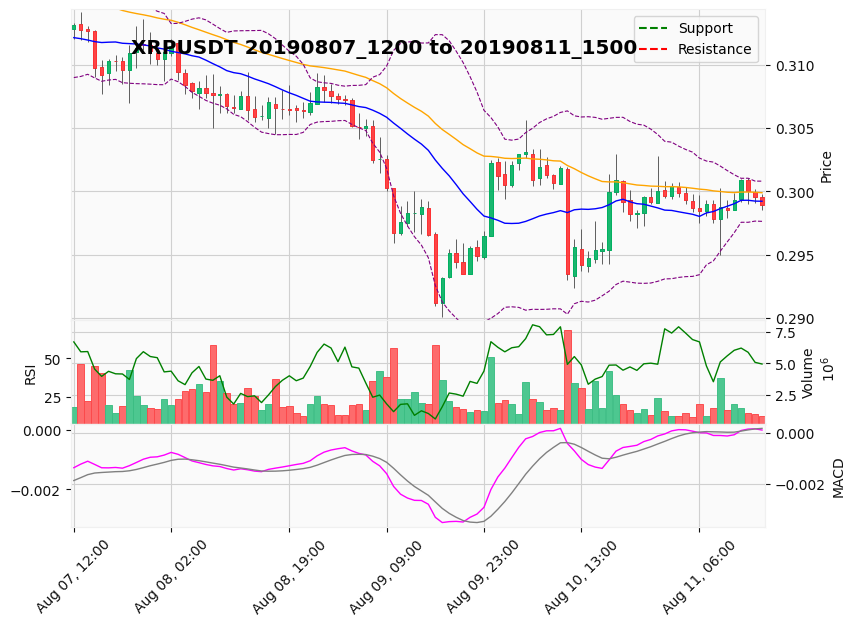 XRPUSDT 20190807_1200 to 20190811_1500
Support
Resistance
0.310
0.305
0.300
0.295
0.290
Price
50
25
RSI
7.5
5.0
2.5
Volume
10^6
0.000
−0.002
0.000
−0.002
MACD
Aug 07, 12:00
Aug 08, 02:00
Aug 08, 19:00
Aug 09, 09:00
Aug 09, 23:00
Aug 10, 13:00
Aug 11, 06:00